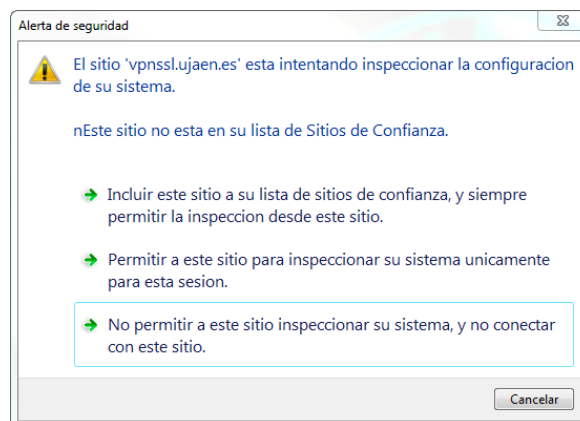 Alerta de seguridad
El sitio 'vpnssl.ujaen.es' esta intentando inspeccionar la configuracion
de su sistema.
nEste sitio no esta en su lista de Sitios de Confianza.
Incluir este sitio a su lista de sitios de confianza, y siempre
permitir la inspeccion desde este sitio.
Permitir a este sitio para inspeccionar su sistema unicamente
para esta sesion.
No permitir a este sitio inspeccionar su sistema, y no conectar
con este sitio.
Cancelar